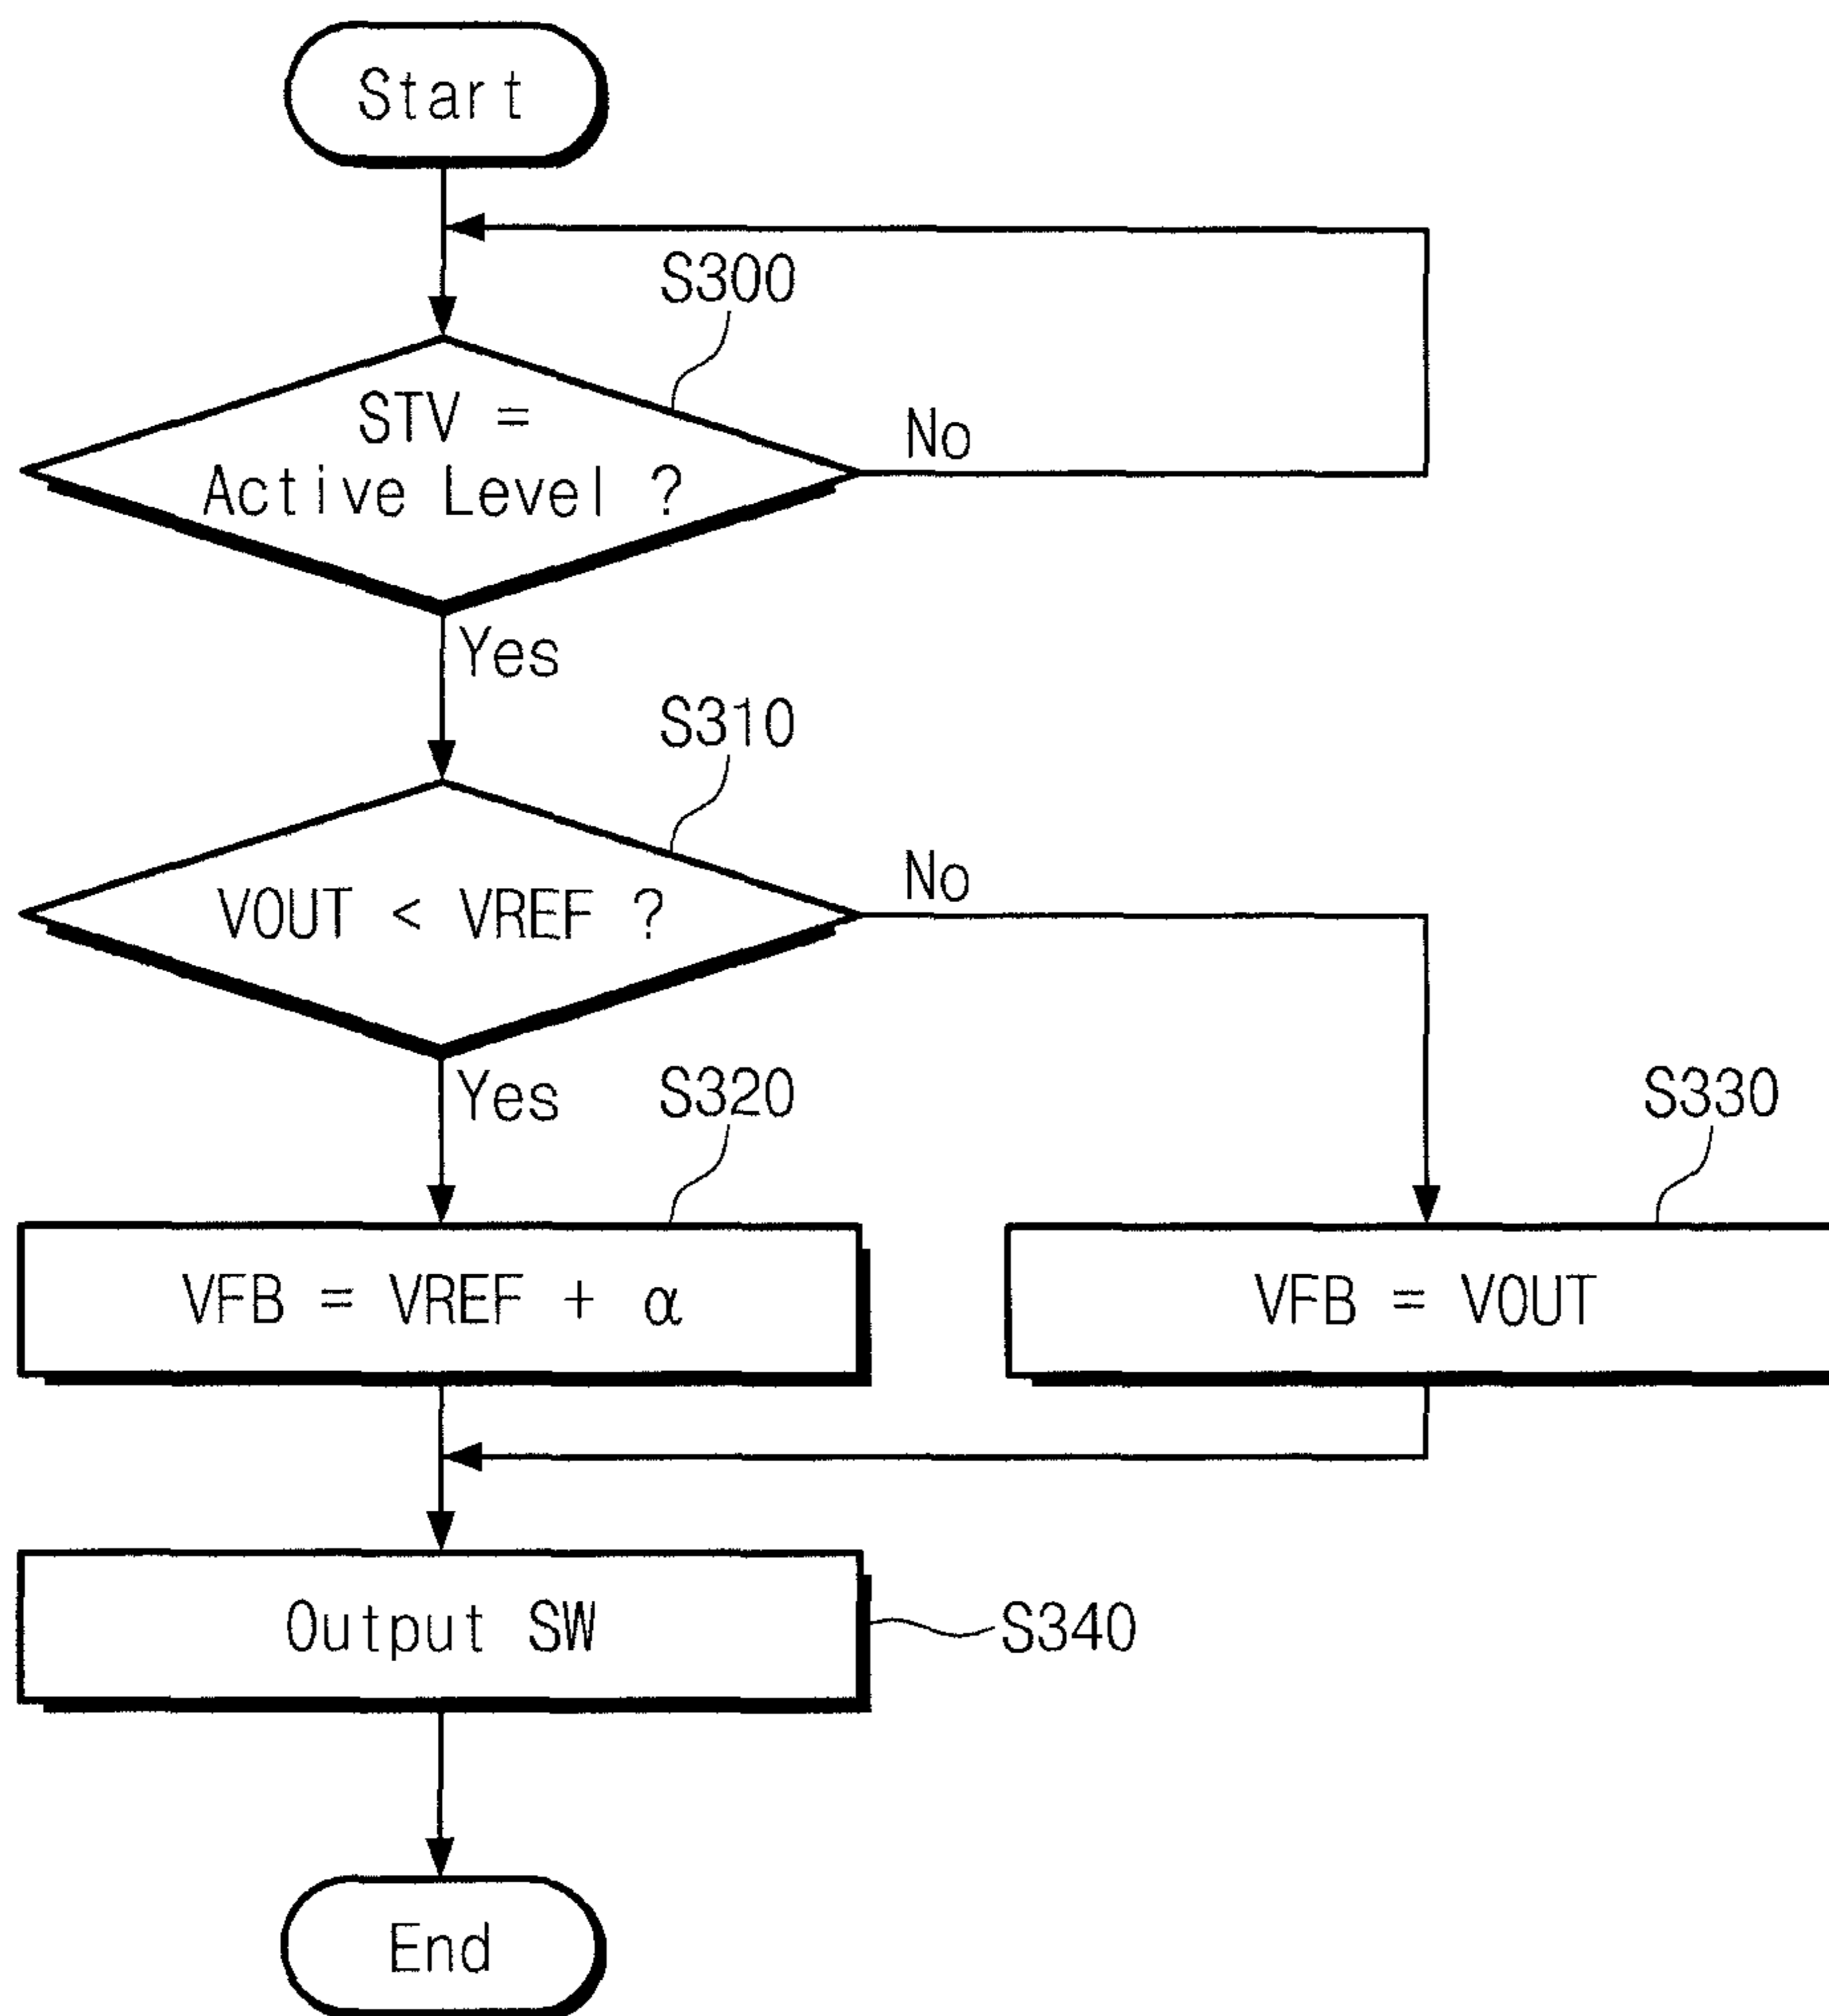 Start
S300
STV =
Active Level ?
No
Yes
S310
VOUT < VREF ?
No
Yes
S320
S330
VFB = VREF + α
VFB = VOUT
Output SW
S340
End